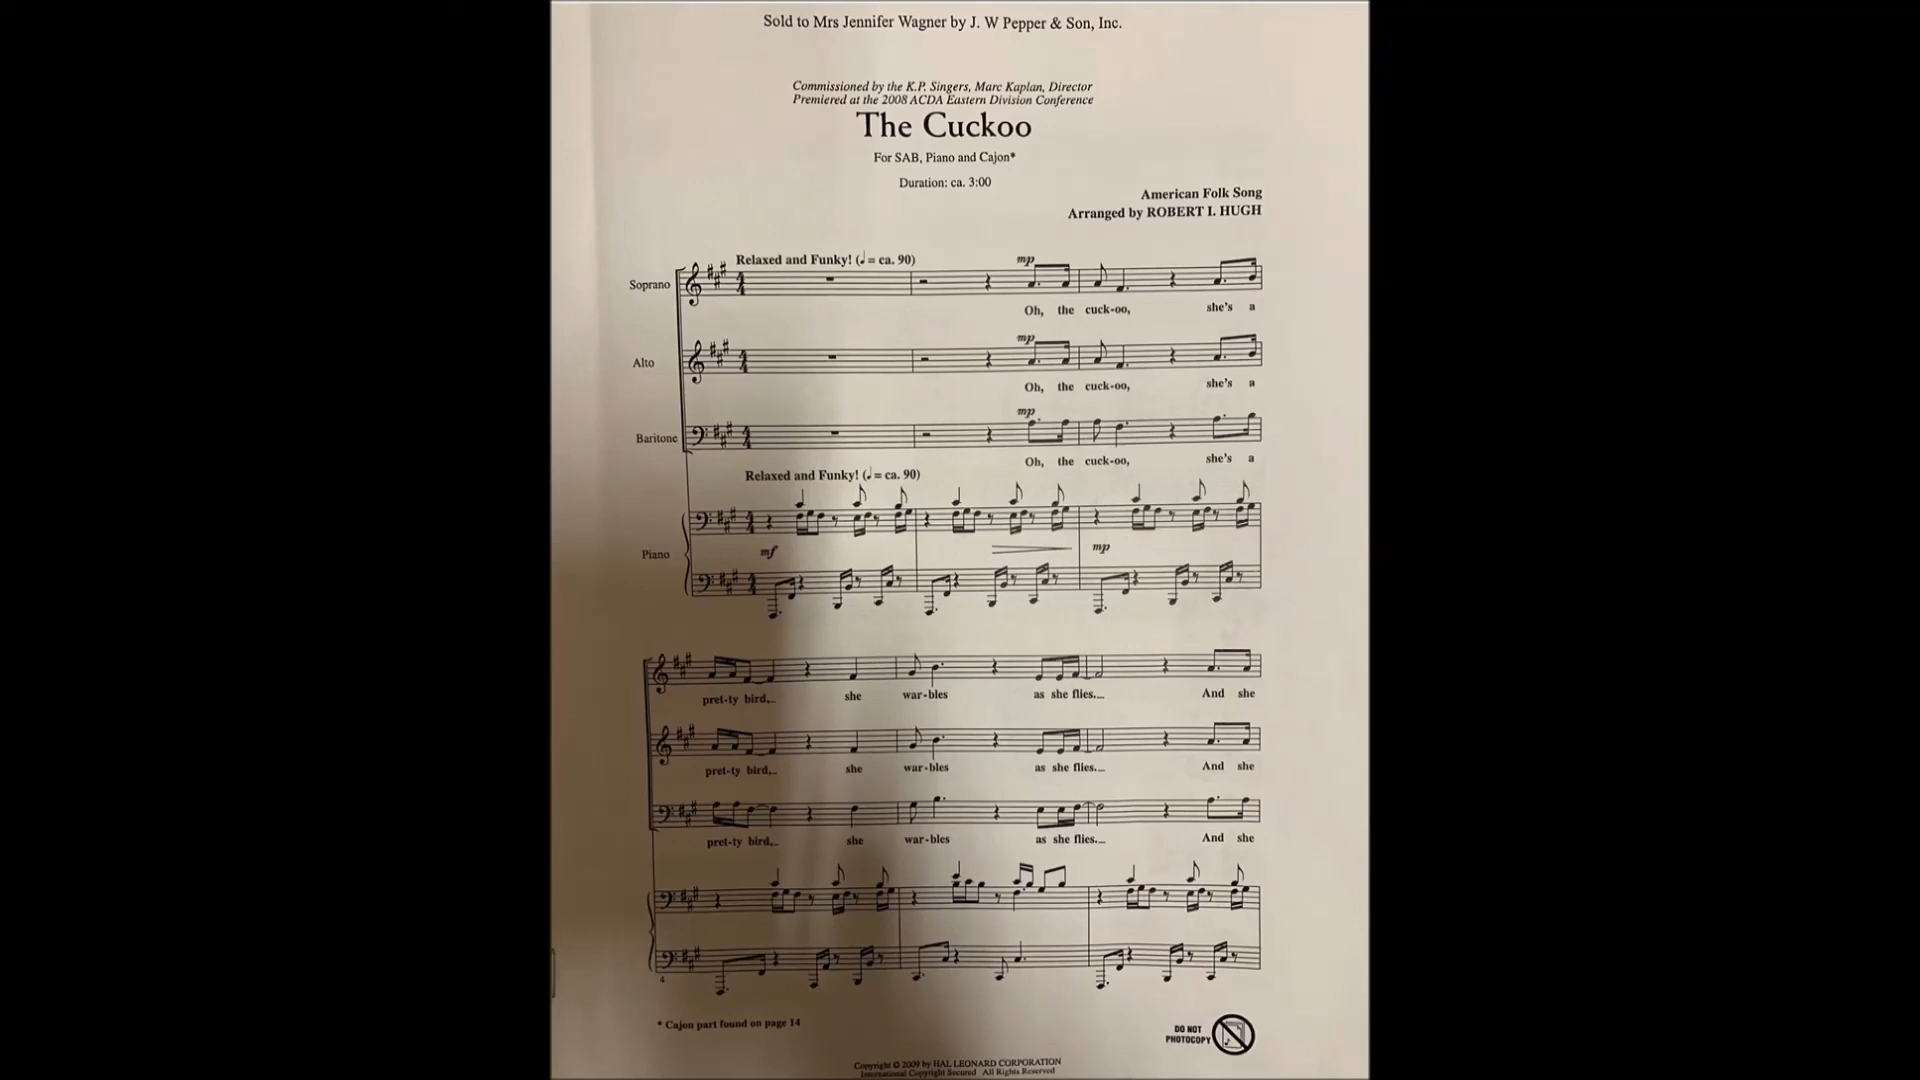 Sold to Mrs Jennifer Wagner by J. W Pepper & Son, Inc.
Commissioned by the K.P. Singers, Marc Kaplan, Director
Premiered at the 2008 ACDA Eastern Division Conference
The Cuckoo
For SAB, Piano and Cajon*
Duration: ca. 3:00
American Folk Song
Arranged by ROBERT I. HUGH
Relaxed and Funky! (♩= ca. 90)
mp
Soprano
Oh, the cuck-oo, she's a
mp
Alto
Oh, the cuck-oo, she's a
mp
Baritone
Oh, the cuck-oo, she's a
Relaxed and Funky! (♩= ca. 90)
Piano
mf mp
pret-ty bird,_ she war-bles as she flies._ And she
pret-ty bird,_ she war-bles as she flies._ And she
pret-ty bird,_ she war-bles as she flies._ And she
4
* Cajon part found on page 14
DO NOT
PHOTOCOPY
Copyright © 2009 by HAL LEONARD CORPORATION
International Copyright Secured All Rights Reserved